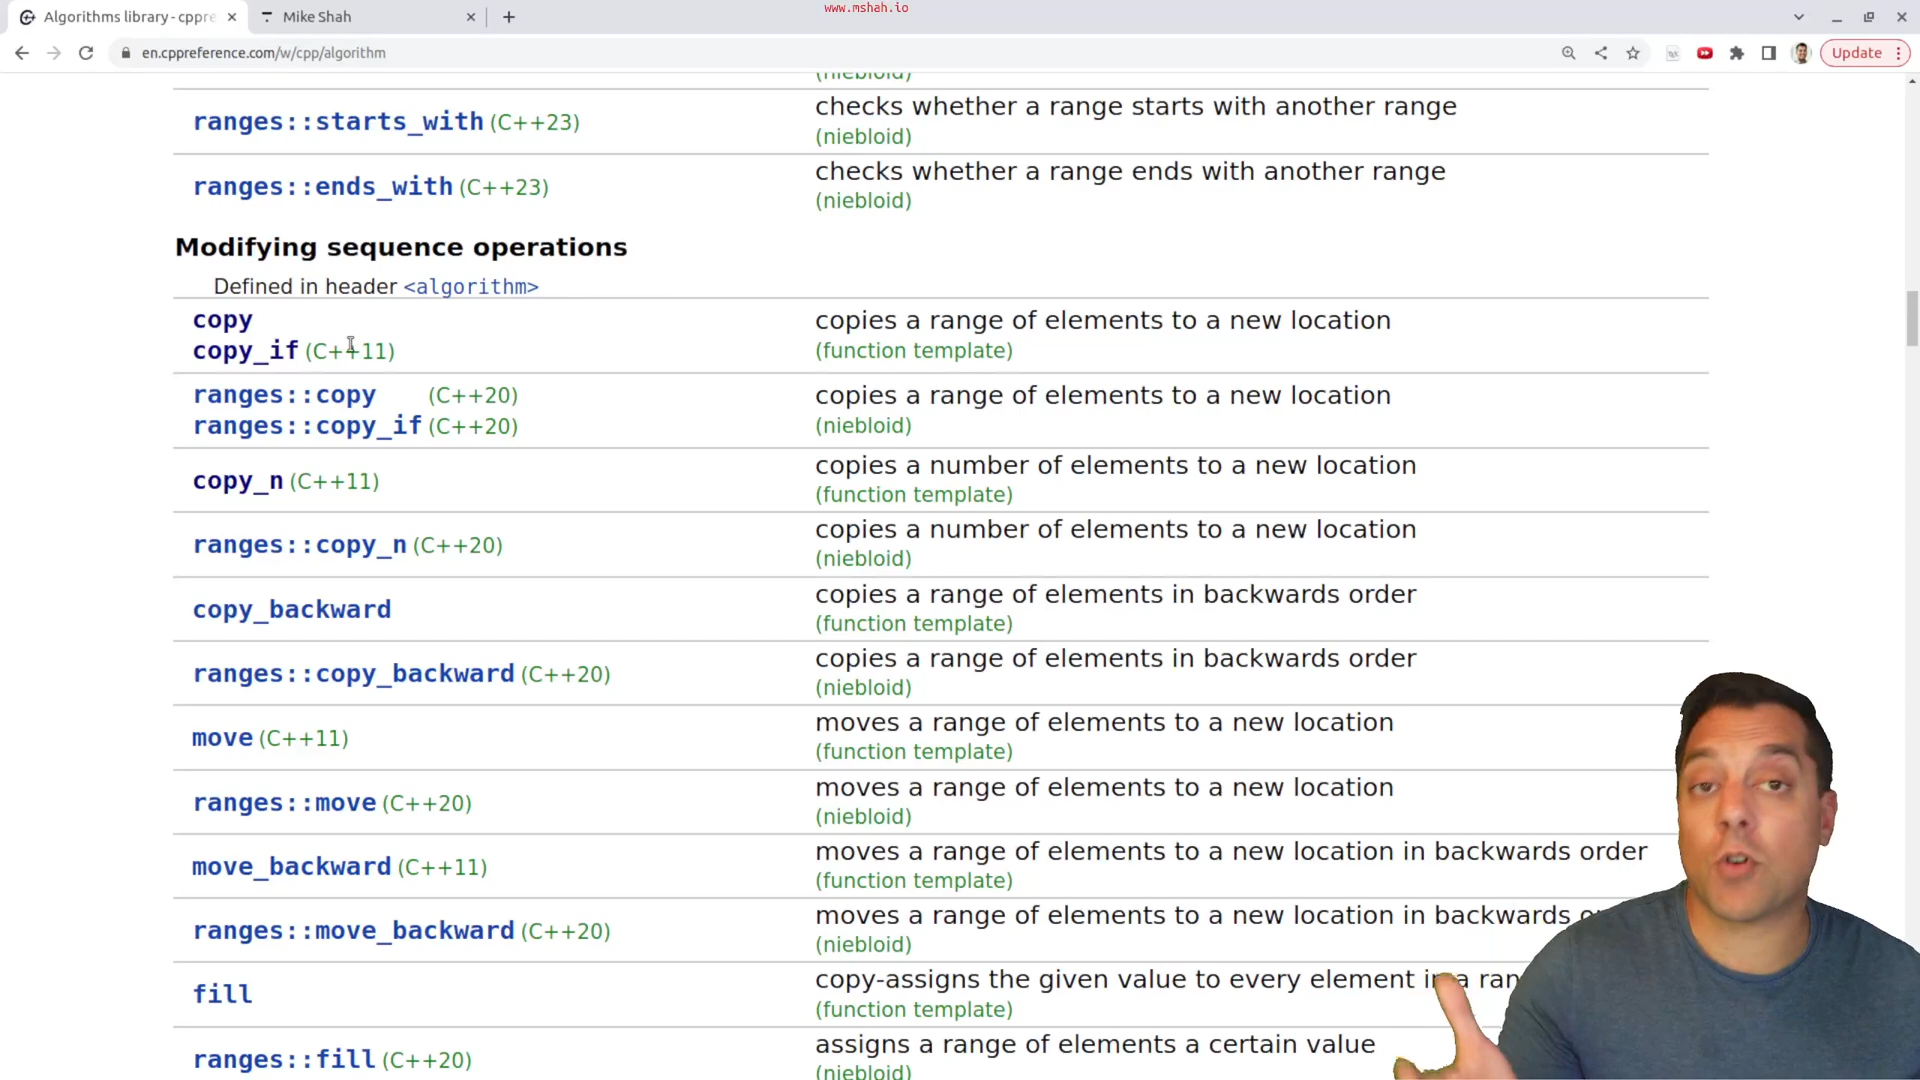 www.mshah.io
Algorithms library - cppre
Mike Shah
en.cppreference.com/w/cpp/algorithm
Update
(niebloid)
ranges::starts_with (C++23)
checks whether a range starts with another range
(niebloid)
ranges::ends_with (C++23)
checks whether a range ends with another range
(niebloid)
Modifying sequence operations
Defined in header <algorithm>
copy
copy_if (C++11)
copies a range of elements to a new location
(function template)
ranges::copy (C++20)
ranges::copy_if (C++20)
copies a range of elements to a new location
(niebloid)
copy_n (C++11)
copies a number of elements to a new location
(function template)
ranges::copy_n (C++20)
copies a number of elements to a new location
(niebloid)
copy_backward
copies a range of elements in backwards order
(function template)
ranges::copy_backward (C++20)
copies a range of elements in backwards order
(niebloid)
move (C++11)
moves a range of elements to a new location
(function template)
ranges::move (C++20)
moves a range of elements to a new location
(niebloid)
move_backward (C++11)
moves a range of elements to a new location in backwards order
(function template)
ranges::move_backward (C++20)
moves a range of elements to a new location in backwards
(niebloid)
fill
copy-assigns the given value to every element in a ran
(function template)
ranges::fill (C++20)
assigns a range of elements a certain value
(niebloid)